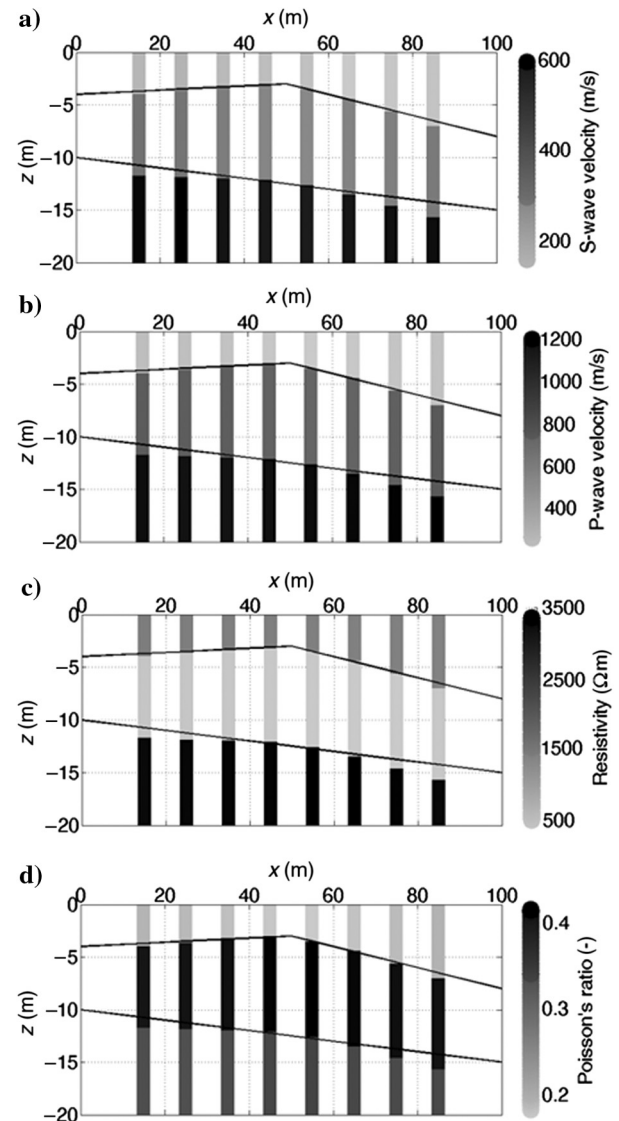 a)
x (m)
0 20 40 60 80 100
0
−5
−10
−15
−20
z (m)
600
400
200
S-wave velocity (m/s)
b)
x (m)
0 20 40 60 80 100
0
−5
−10
−15
−20
z (m)
1200
1000
800
600
400
P-wave velocity (m/s)
c)
x (m)
0 20 40 60 80 100
0
−5
−10
−15
−20
z (m)
3500
2500
1500
500
Resistivity (Ωm)
d)
x (m)
0 20 40 60 80 100
0
−5
−10
−15
−20
z (m)
0.4
0.3
0.2
Poisson's ratio (-)